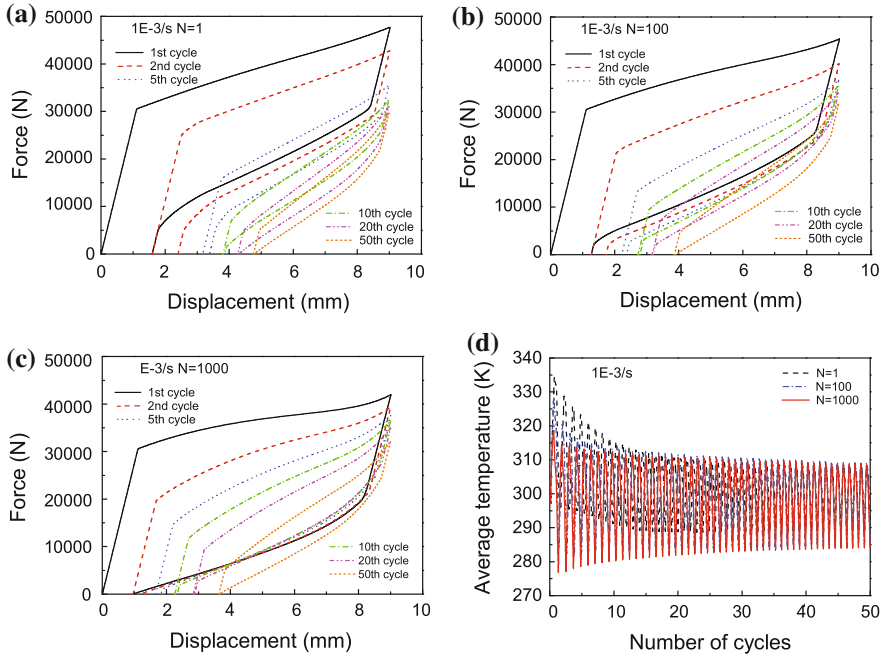 (a)
1E-3/s N=1
1st cycle
2nd cycle
5th cycle
10th cycle
20th cycle
50th cycle
50000
40000
30000
20000
10000
0
Force (N)
0 2 4 6 8 10
Displacement (mm)
(b)
1E-3/s N=100
1st cycle
2nd cycle
5th cycle
10th cycle
20th cycle
50th cycle
50000
40000
30000
20000
10000
0
Force (N)
0 2 4 6 8 10
Displacement (mm)
(c)
E-3/s N=1000
1st cycle
2nd cycle
5th cycle
10th cycle
20th cycle
50th cycle
50000
40000
30000
20000
10000
0
Force (N)
0 2 4 6 8 10
Displacement (mm)
(d)
1E-3/s
N=1
N=100
N=1000
340
330
320
310
300
290
280
270
Average temperature (K)
0 10 20 30 40 50
Number of cycles